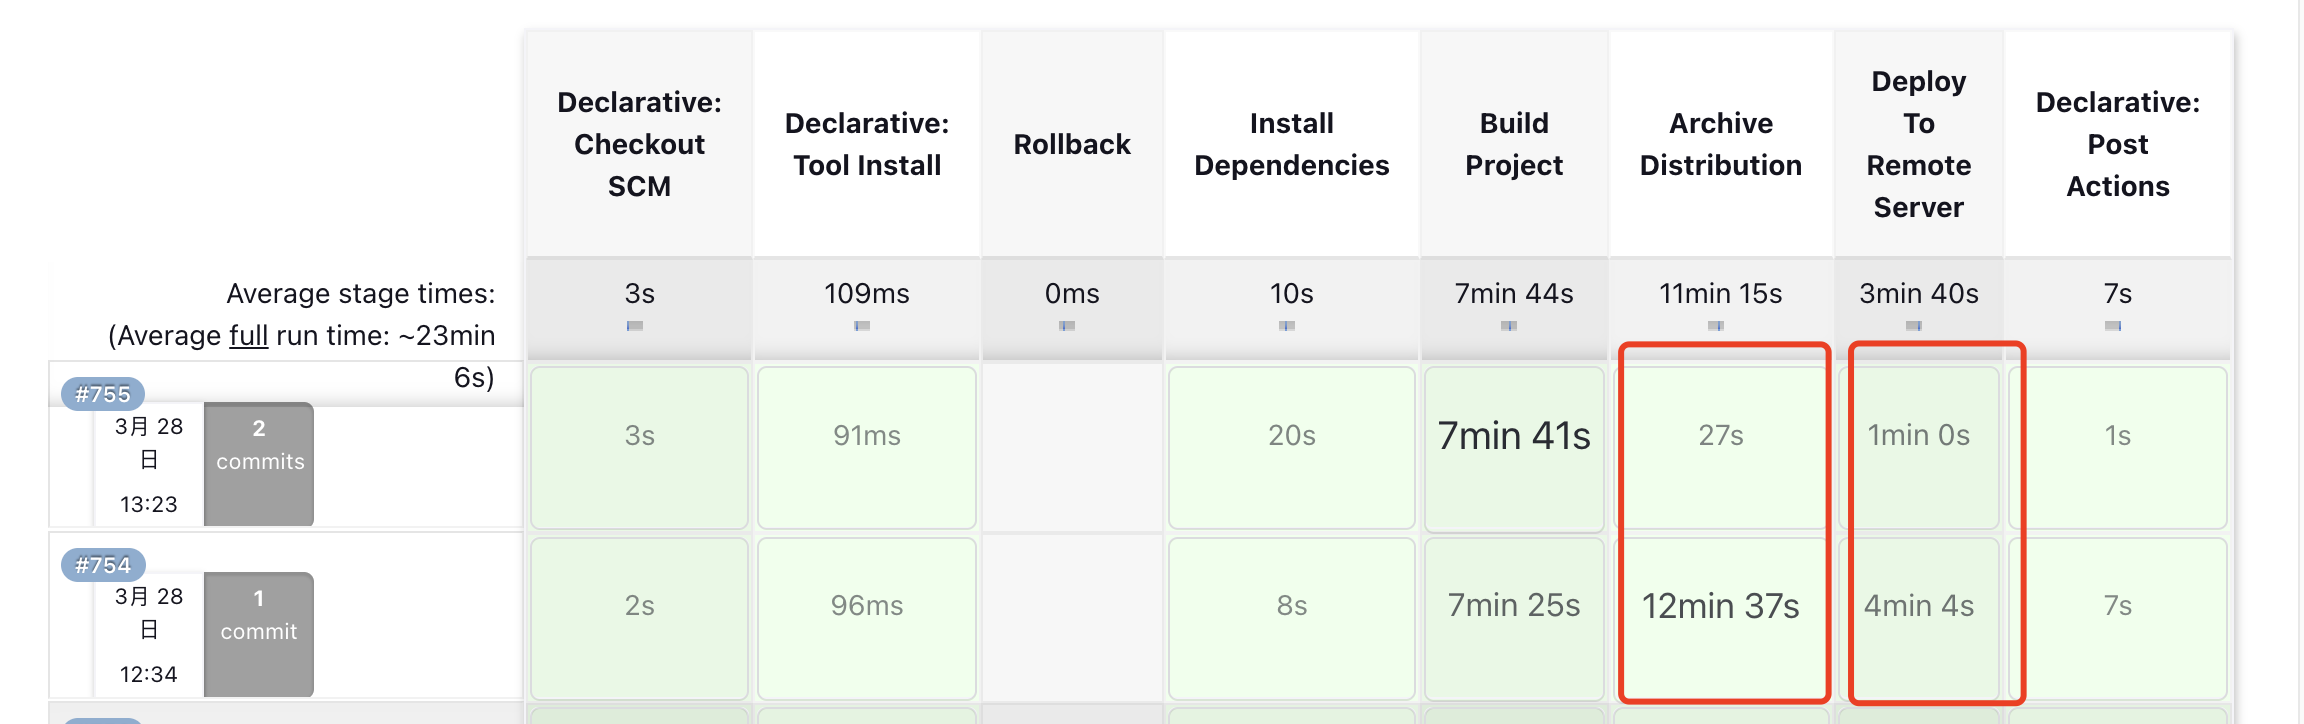 Declarative:
Checkout
SCM
Declarative:
Tool Install
Rollback
Install
Dependencies
Build
Project
Archive
Distribution
Deploy
To
Remote
Server
Declarative:
Post
Actions
Average stage times:
(Average full run time: ~23min
6s)
3s
109ms
0ms
10s
7min 44s
11min 15s
3min 40s
7s
#755
3月 28
日
13:23
2
commits
3s
91ms
20s
7min 41s
27s
1min 0s
1s
#754
3月 28
日
12:34
1
commit
2s
96ms
8s
7min 25s
12min 37s
4min 4s
7s